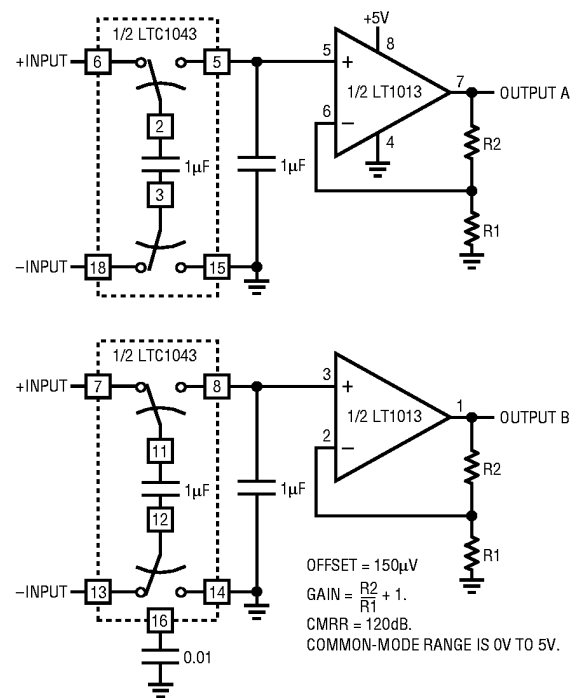 +5V
1/2 LTC1043
+INPUT 6 5 5 + 8
1/2 LT1013 7 OUTPUT A
2 6 − 4
1µF 1µF R2
3
R1
−INPUT 18 15
1/2 LTC1043
+INPUT 7 8 3 +
1/2 LT1013 1 OUTPUT B
11 2 −
1µF 1µF R2
12
R1
−INPUT 13 14
16
0.01
OFFSET = 150µV
GAIN = R2/R1 + 1.
CMRR = 120dB.
COMMON-MODE RANGE IS 0V TO 5V.